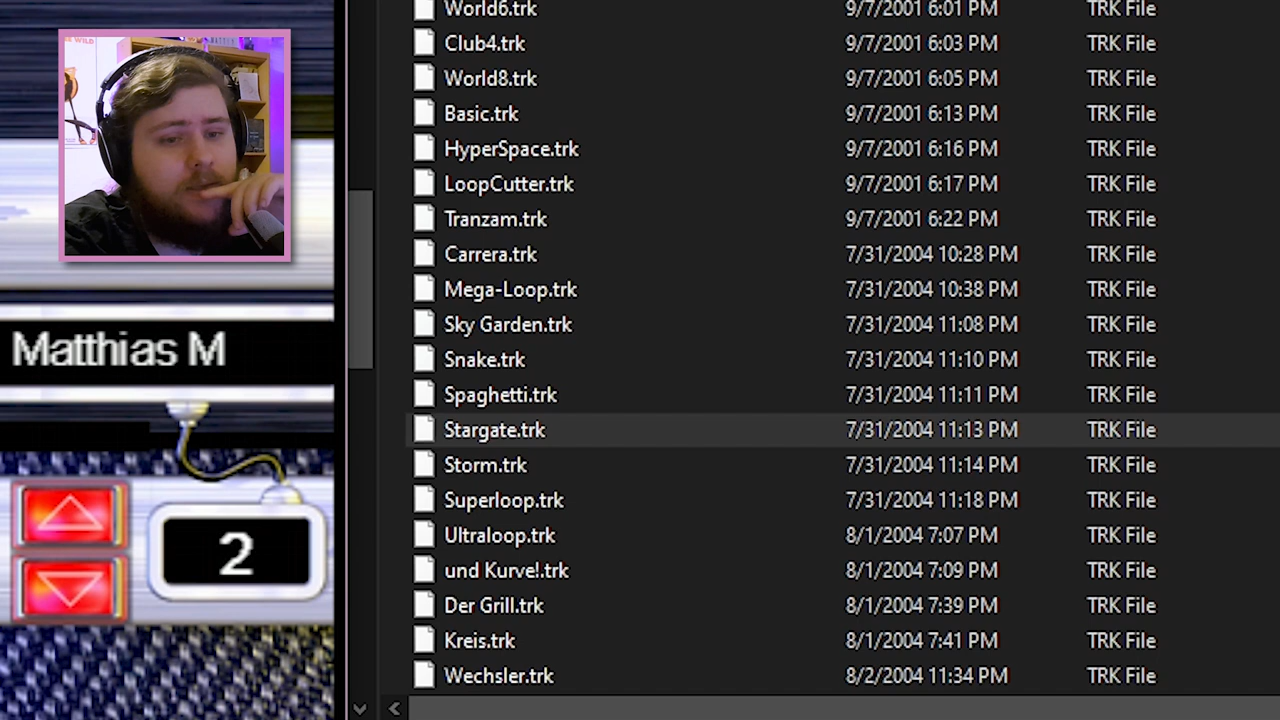 World6.trk 9/7/2001 6:01 PM TRK File
Club4.trk 9/7/2001 6:03 PM TRK File
World8.trk 9/7/2001 6:05 PM TRK File
Basic.trk 9/7/2001 6:13 PM TRK File
HyperSpace.trk 9/7/2001 6:16 PM TRK File
LoopCutter.trk 9/7/2001 6:17 PM TRK File
Tranzam.trk 9/7/2001 6:22 PM TRK File
Carrera.trk 7/31/2004 10:28 PM TRK File
Mega-Loop.trk 7/31/2004 10:38 PM TRK File
Sky Garden.trk 7/31/2004 11:08 PM TRK File
Snake.trk 7/31/2004 11:10 PM TRK File
Spaghetti.trk 7/31/2004 11:11 PM TRK File
Stargate.trk 7/31/2004 11:13 PM TRK File
Storm.trk 7/31/2004 11:14 PM TRK File
Superloop.trk 7/31/2004 11:18 PM TRK File
Ultraloop.trk 8/1/2004 7:07 PM TRK File
und Kurve!.trk 8/1/2004 7:09 PM TRK File
Der Grill.trk 8/1/2004 7:39 PM TRK File
Kreis.trk 8/1/2004 7:41 PM TRK File
Wechsler.trk 8/2/2004 11:34 PM TRK File
Matthias M
2